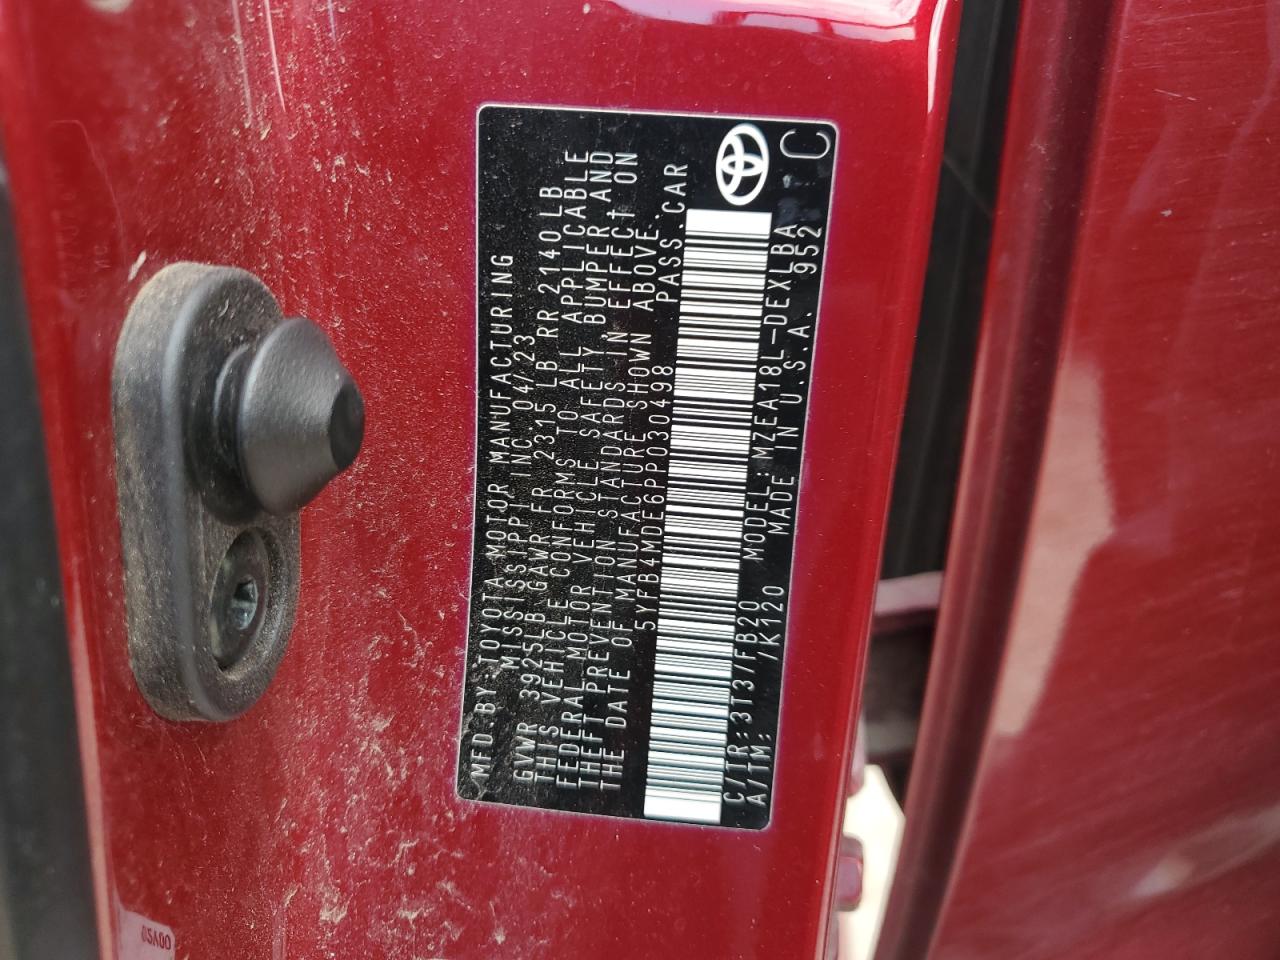 MFD BY: TOYOTA MOTOR MANUFACTURING
MISSISSIPPI INC. 04/23
GVWR 3925LB GAWR FR 2315 LB RR 2140 LB
THIS VEHICLE CONFORMS TO ALL APPLICABLE
FEDERAL MOTOR VEHICLE SAFETY BUMPER, AND
THEFT PREVENTION STANDARDS IN EFFECT ON
THE DATE OF MANUFACTURE SHOWN ABOVE.
5YFB4MDE6PP030498 PASS.CAR
C/TR:3T3/FB20 MODEL:MZEA18L-DEXLBA
A/TM: /K120 MADE IN U.S.A. 952
C